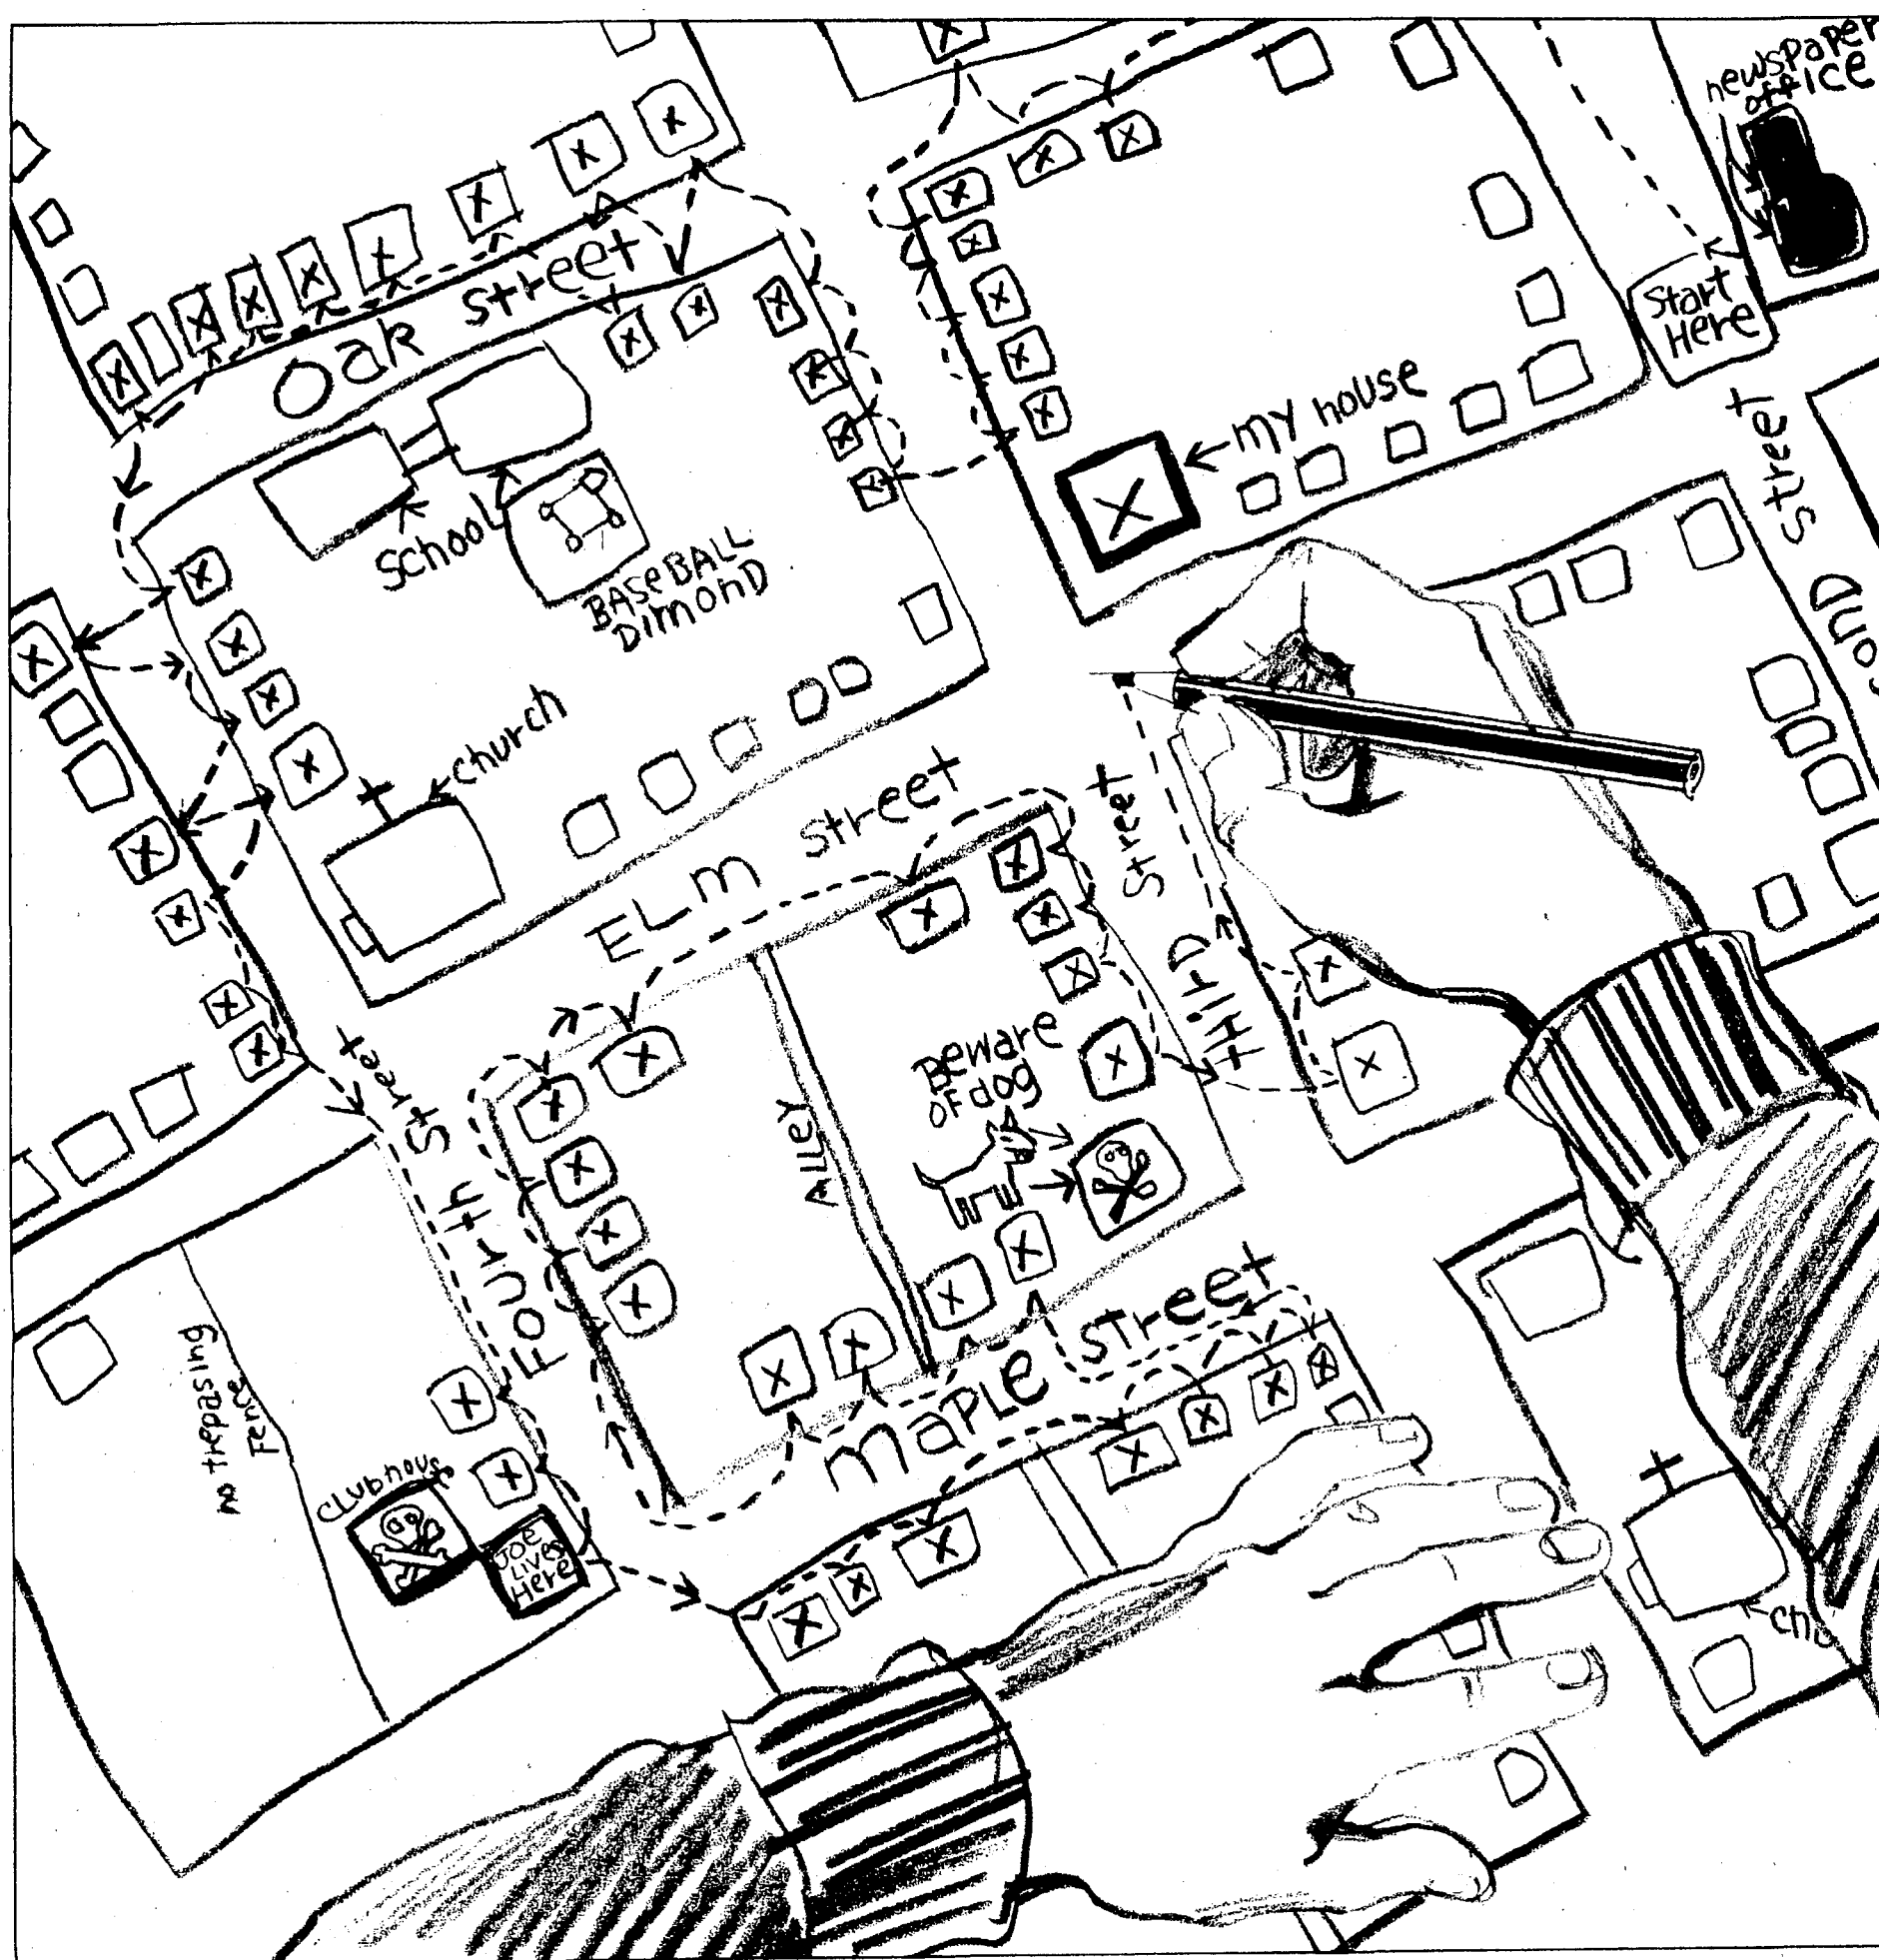 newspaper
office
Start
Here
Oak Street
my house
School
BASEBALL
DIMOND
Street
church
ELM Street
THirD Street
Beware
of dog
ALLEY
Fourth Street
maple Street
no trepasing
Fence
JOE
Lives
Here